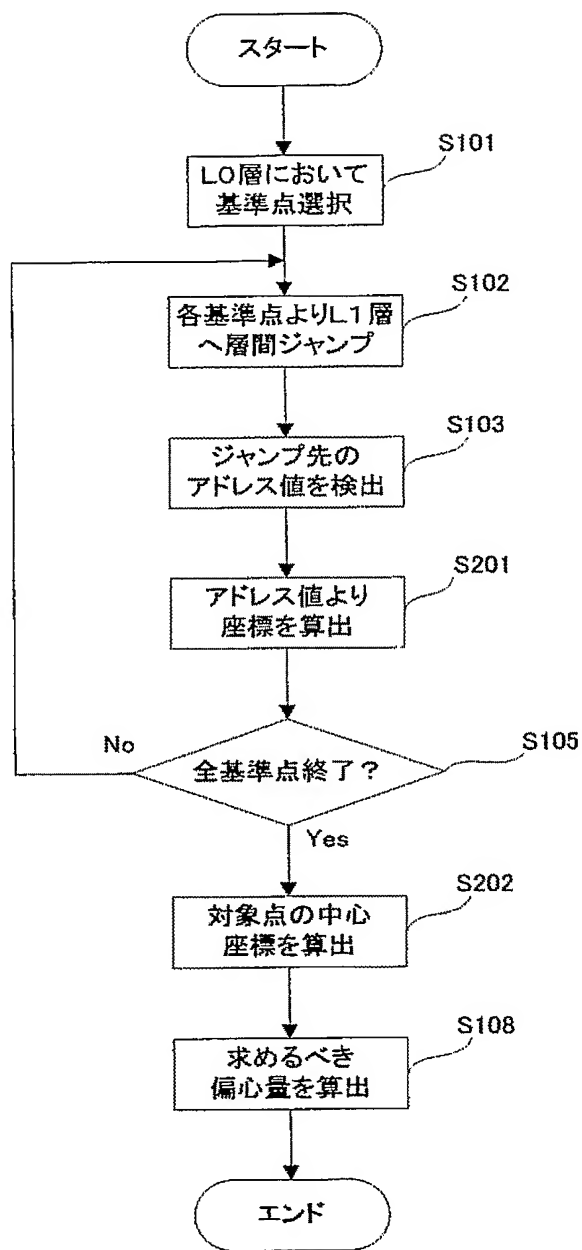 スタート
S101
L0層において
基準点選択
S102
各基準点よりL1層
へ層間ジャンプ
S103
ジャンプ先の
アドレス値を検出
S201
アドレス値より
座標を算出
No
S105
全基準点終了？
Yes
S202
対象点の中心
座標を算出
S108
求めるべき
偏心量を算出
エンド